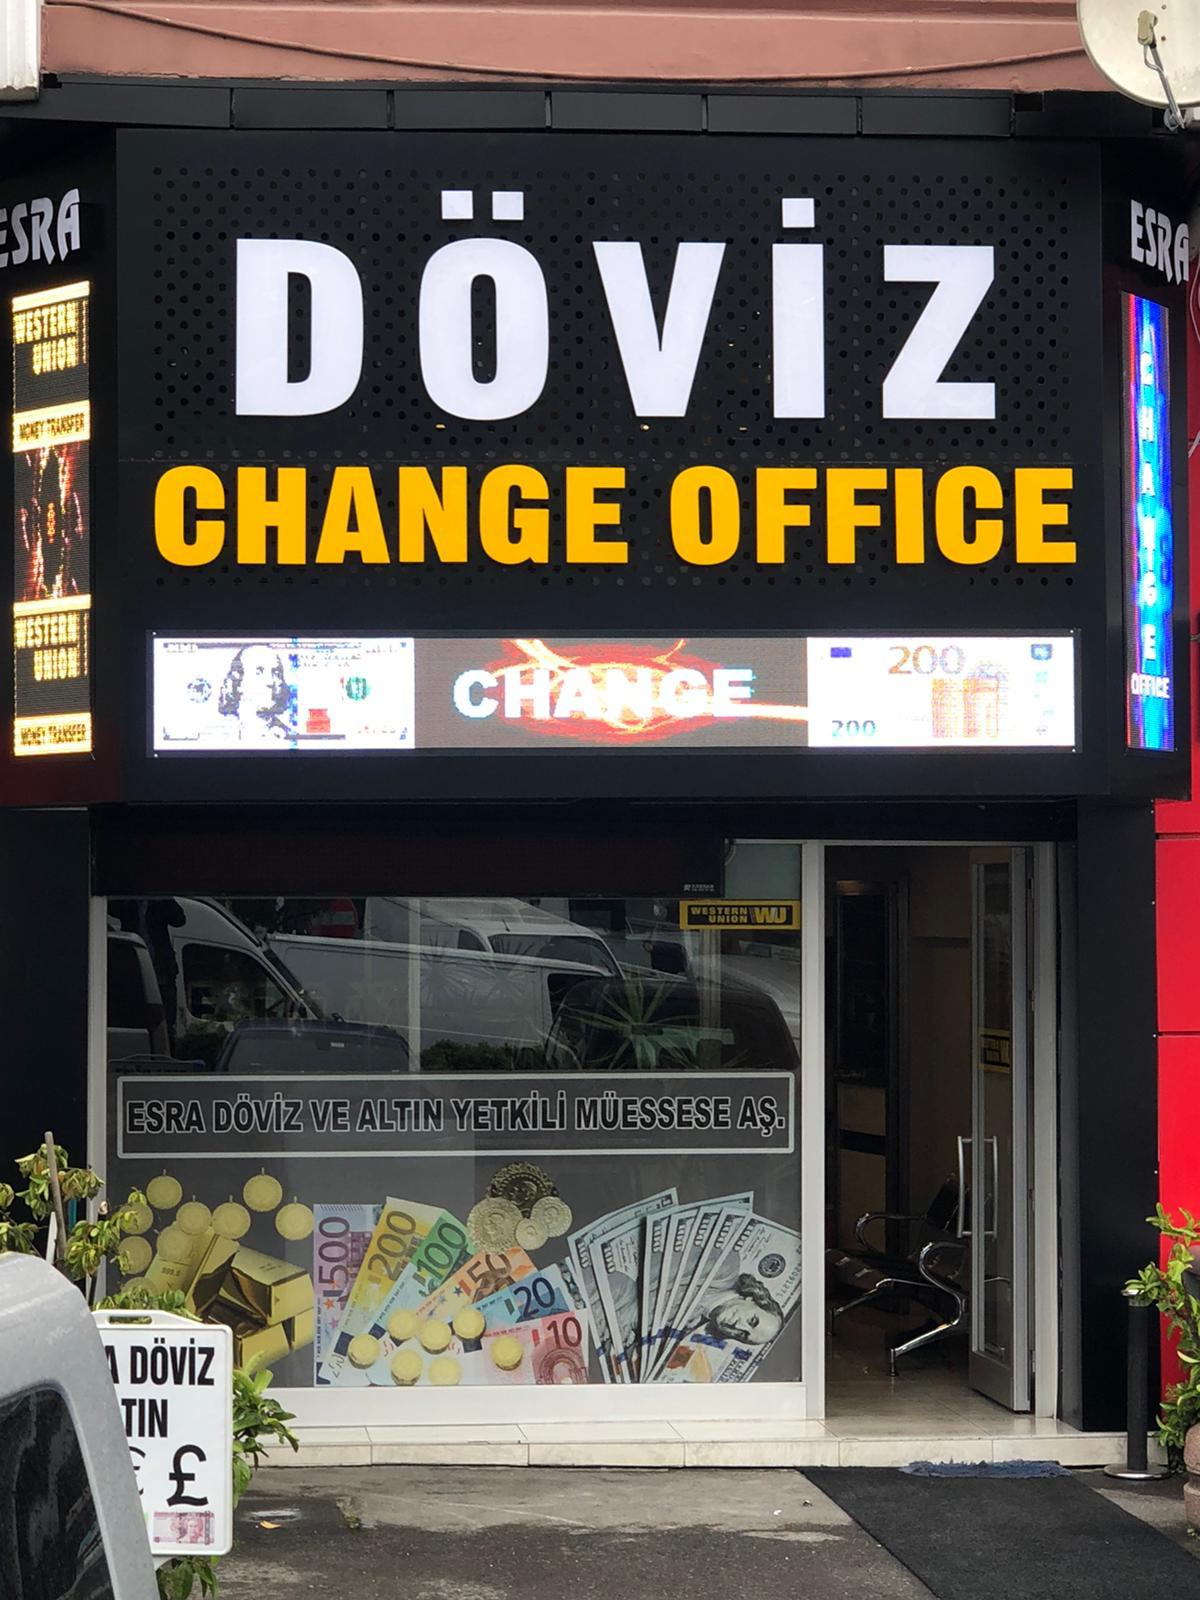 ESRA
ESRA
DÖVİZ
CHANGE OFFICE
WESTERN
UNION
MONEY TRANSFER
WESTERN
UNION
MONEY TRANSFER
CHANGE
OFFICE
CHANGE
200
200
WESTERN
UNION WU
ESRA DÖVİZ VE ALTIN YETKİLİ MÜESSESE AŞ.
500
200
100
50
20
10
A DÖVİZ
TIN
€ £